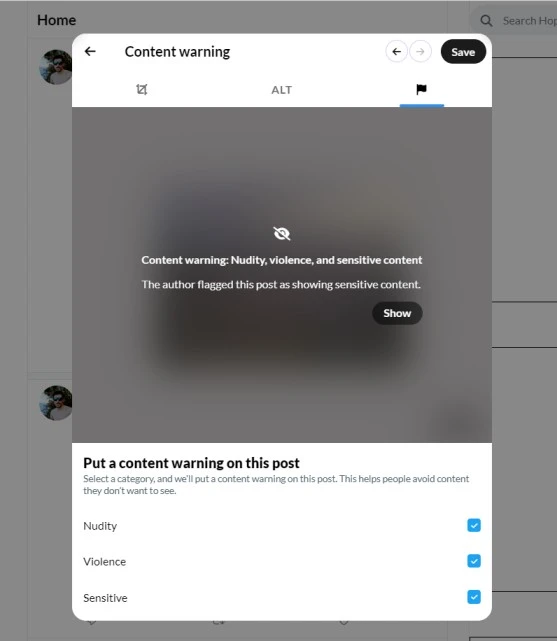 Home
Search Hop
Content warning
Save
ALT
Content warning: Nudity, violence, and sensitive content
The author flagged this post as showing sensitive content.
Show
Put a content warning on this post
Select a category, and we'll put a content warning on this post. This helps people avoid content
they don't want to see.
Nudity
Violence
Sensitive